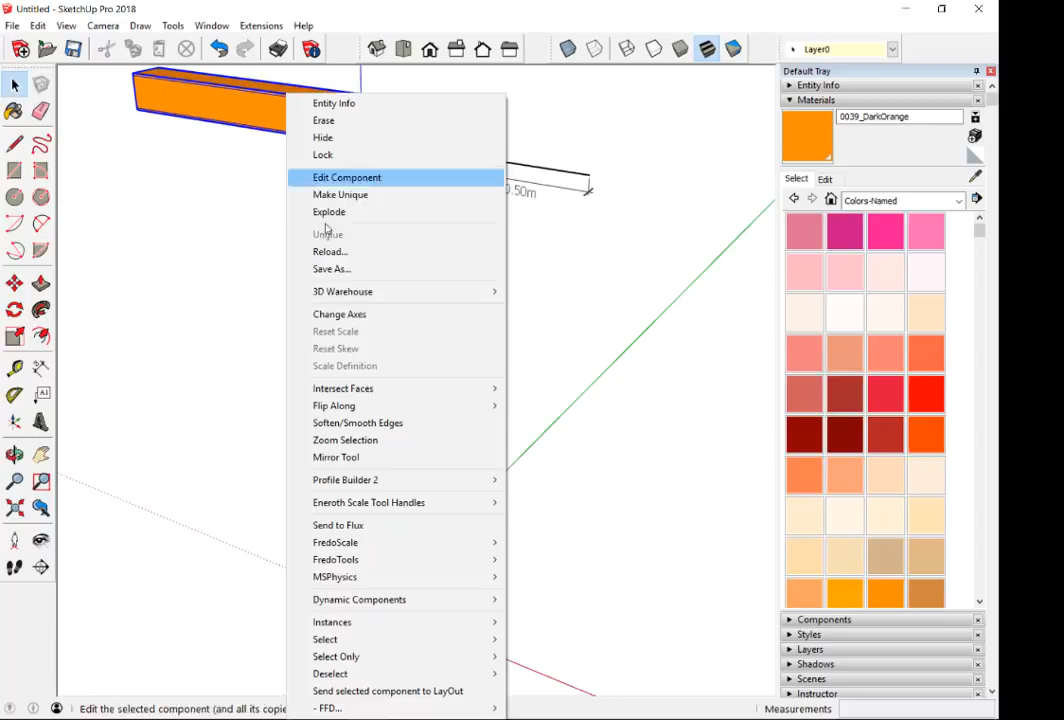 Untitled - SketchUp Pro 2018
File Edit View Camera Draw Tools Window Extensions Help
Layer0
Default Tray
Entity Info
Materials
0039_DarkOrange
Select Edit
Colors-Named
Entity Info
Erase
Hide
Lock
Edit Component
Make Unique
Explode
Unglue
Reload...
Save As...
3D Warehouse
Change Axes
Reset Scale
Reset Skew
Scale Definition
Intersect Faces
Flip Along
Soften/Smooth Edges
Zoom Selection
Mirror Tool
Profile Builder 2
Eneroth Scale Tool Handles
Send to Flux
FredoScale
FredoTools
MSPhysics
Dynamic Components
Instances
Select
Select Only
Deselect
Send selected component to LayOut
- FFD...
0.50m
Components
Styles
Layers
Shadows
Scenes
Instructor
Edit the selected component (and all its copie
Measurements